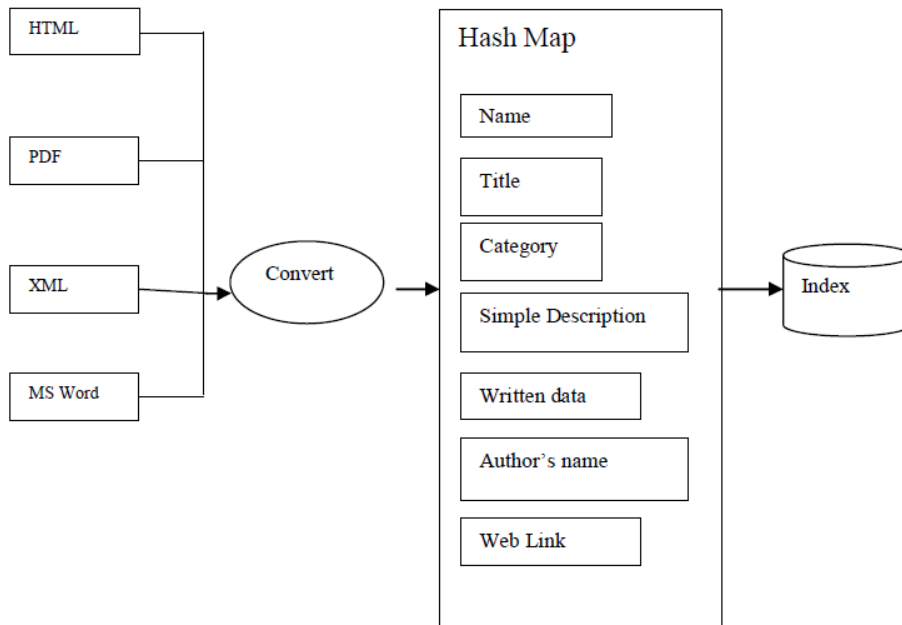 HTML
PDF
XML
MS Word
Convert
Hash Map
Name
Title
Category
Simple Description
Written data
Author’s name
Web Link
Index